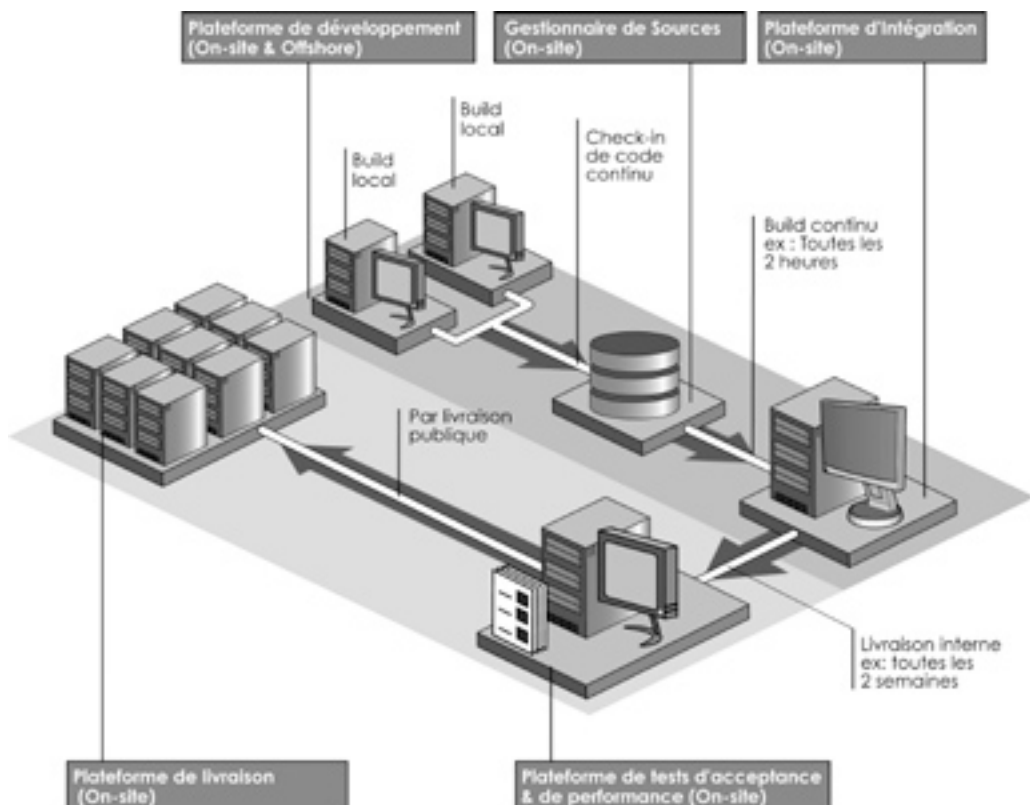 Plateforme de développement
(On-site & Offshore)
Gestionnaire de Sources
(On-site)
Plateforme d'Intégration
(On-site)
Build
local
Build
local
Check-in
de code
continu
Build continu
ex : Toutes les
2 heures
Par livraison
publique
Livraison interne
ex: toutes les
2 semaines
Plateforme de livraison
(On-site)
Plateforme de tests d'acceptance
& de performance (On-site)